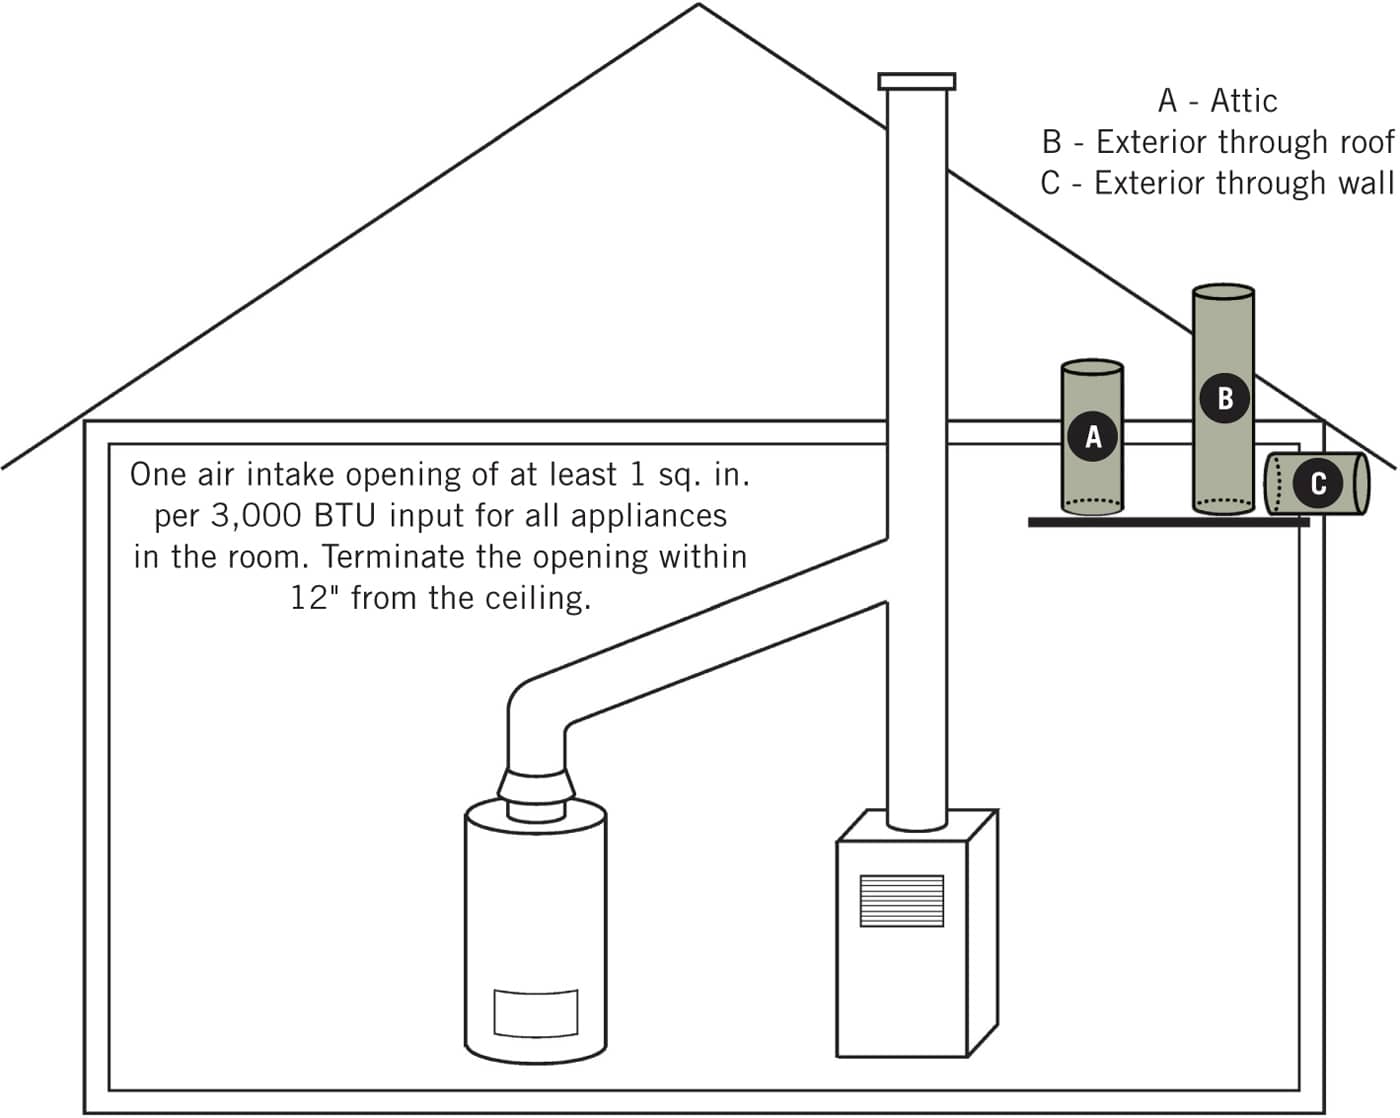 A - Attic
B - Exterior through roof
C - Exterior through wall
B
A
C
One air intake opening of at least 1 sq. in.
per 3,000 BTU input for all appliances
in the room. Terminate the opening within
12" from the ceiling.